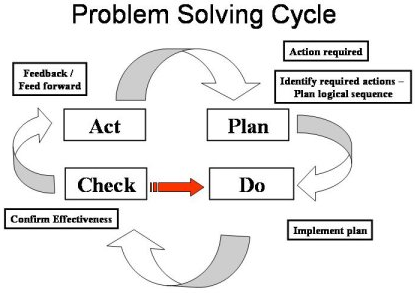 Problem Solving Cycle
Action required
Feedback /
Feed forward
Identify required actions –
Plan logical sequence
Act
Plan
Check
Do
Confirm Effectiveness
Implement plan